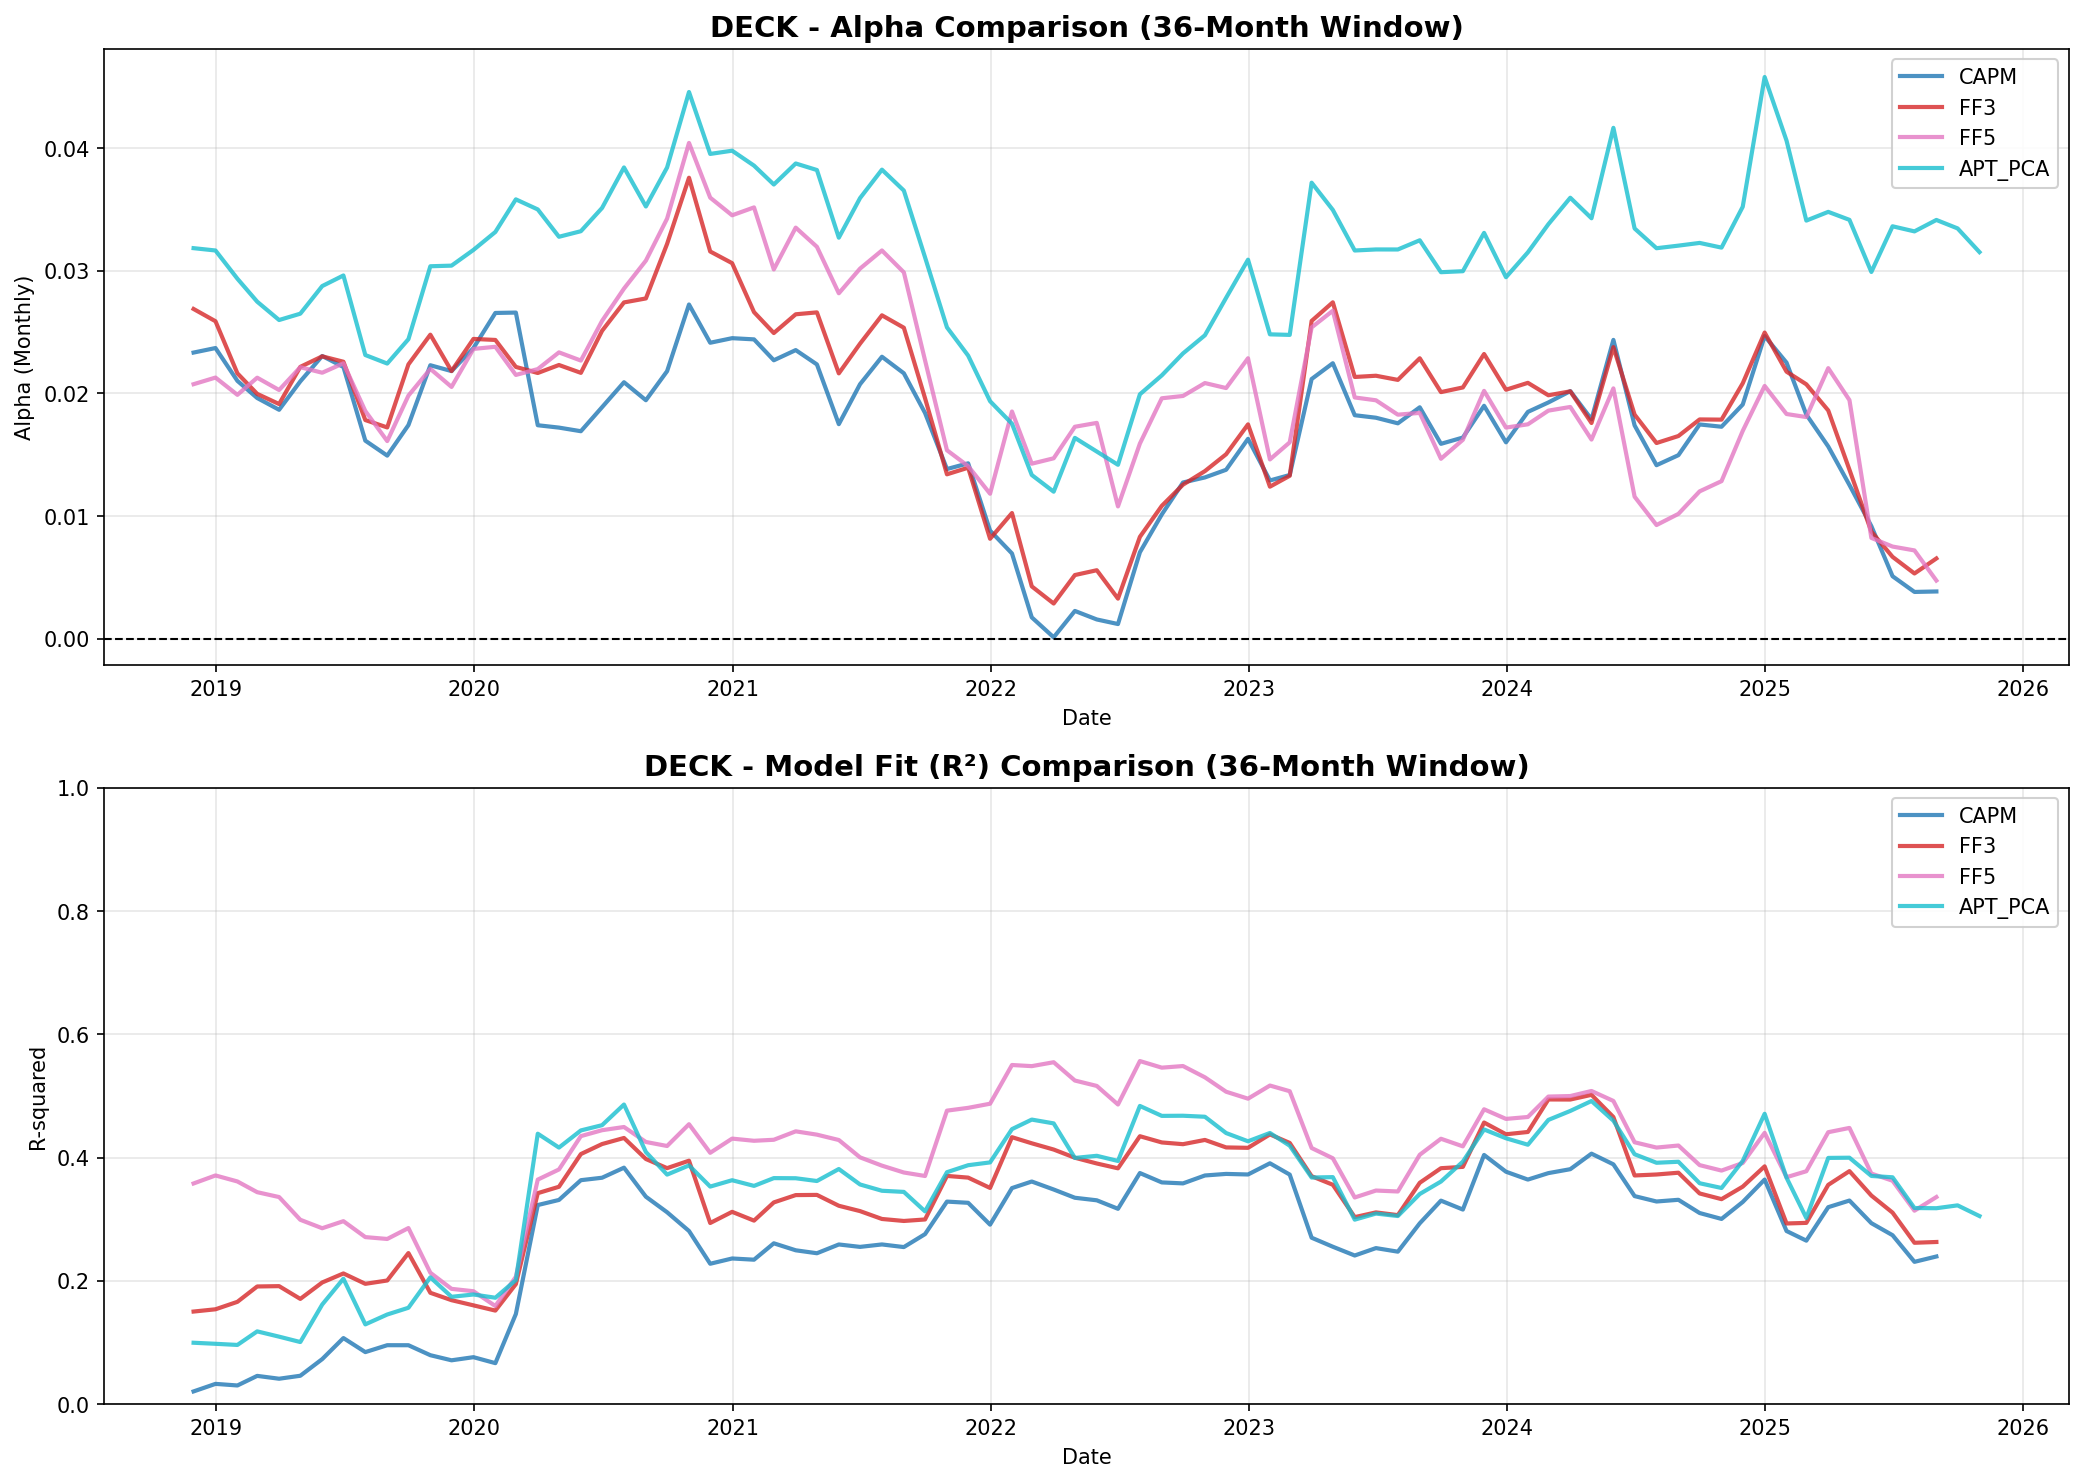 DECK - Alpha Comparison (36-Month Window)
CAPM
FF3
FF5
APT_PCA
Alpha (Monthly)
0.04
0.03
0.02
0.01
0.00
2019 2020 2021 2022 2023 2024 2025 2026
Date
DECK - Model Fit (R²) Comparison (36-Month Window)
CAPM
FF3
FF5
APT_PCA
R-squared
1.0
0.8
0.6
0.4
0.2
0.0
2019 2020 2021 2022 2023 2024 2025 2026
Date